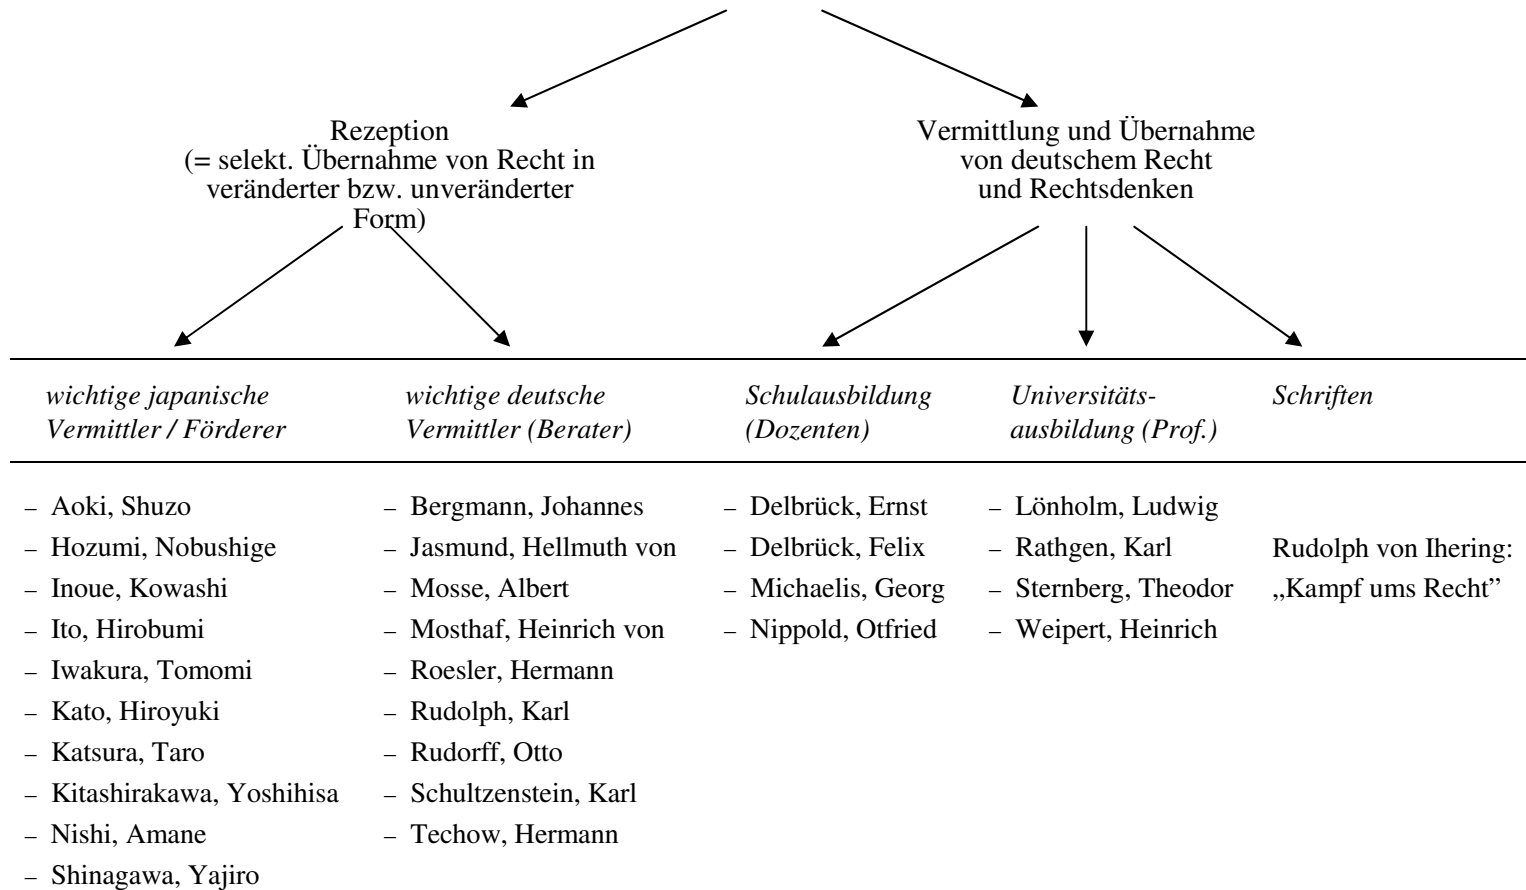 Rezeption
(= selekt. Übernahme von Recht in
veränderter bzw. unveränderter
Form)
Vermittlung und Übernahme
von deutschem Recht
und Rechtsdenken
wichtige japanische
Vermittler / Förderer
wichtige deutsche
Vermittler (Berater)
Schulausbildung
(Dozenten)
Universitäts-
ausbildung (Prof.)
Schriften
– Aoki, Shuzo
– Hozumi, Nobushige
– Inoue, Kowashi
– Ito, Hirobumi
– Iwakura, Tomomi
– Kato, Hiroyuki
– Katsura, Taro
– Kitashirakawa, Yoshihisa
– Nishi, Amane
– Shinagawa, Yajiro
– Bergmann, Johannes
– Jasmund, Hellmuth von
– Mosse, Albert
– Mosthaf, Heinrich von
– Roesler, Hermann
– Rudolph, Karl
– Rudorff, Otto
– Schultzenstein, Karl
– Techow, Hermann
– Delbrück, Ernst
– Delbrück, Felix
– Michaelis, Georg
– Nippold, Otfried
– Lönholm, Ludwig
– Rathgen, Karl
– Sternberg, Theodor
– Weipert, Heinrich
Rudolph von Ihering:
„Kampf ums Recht”